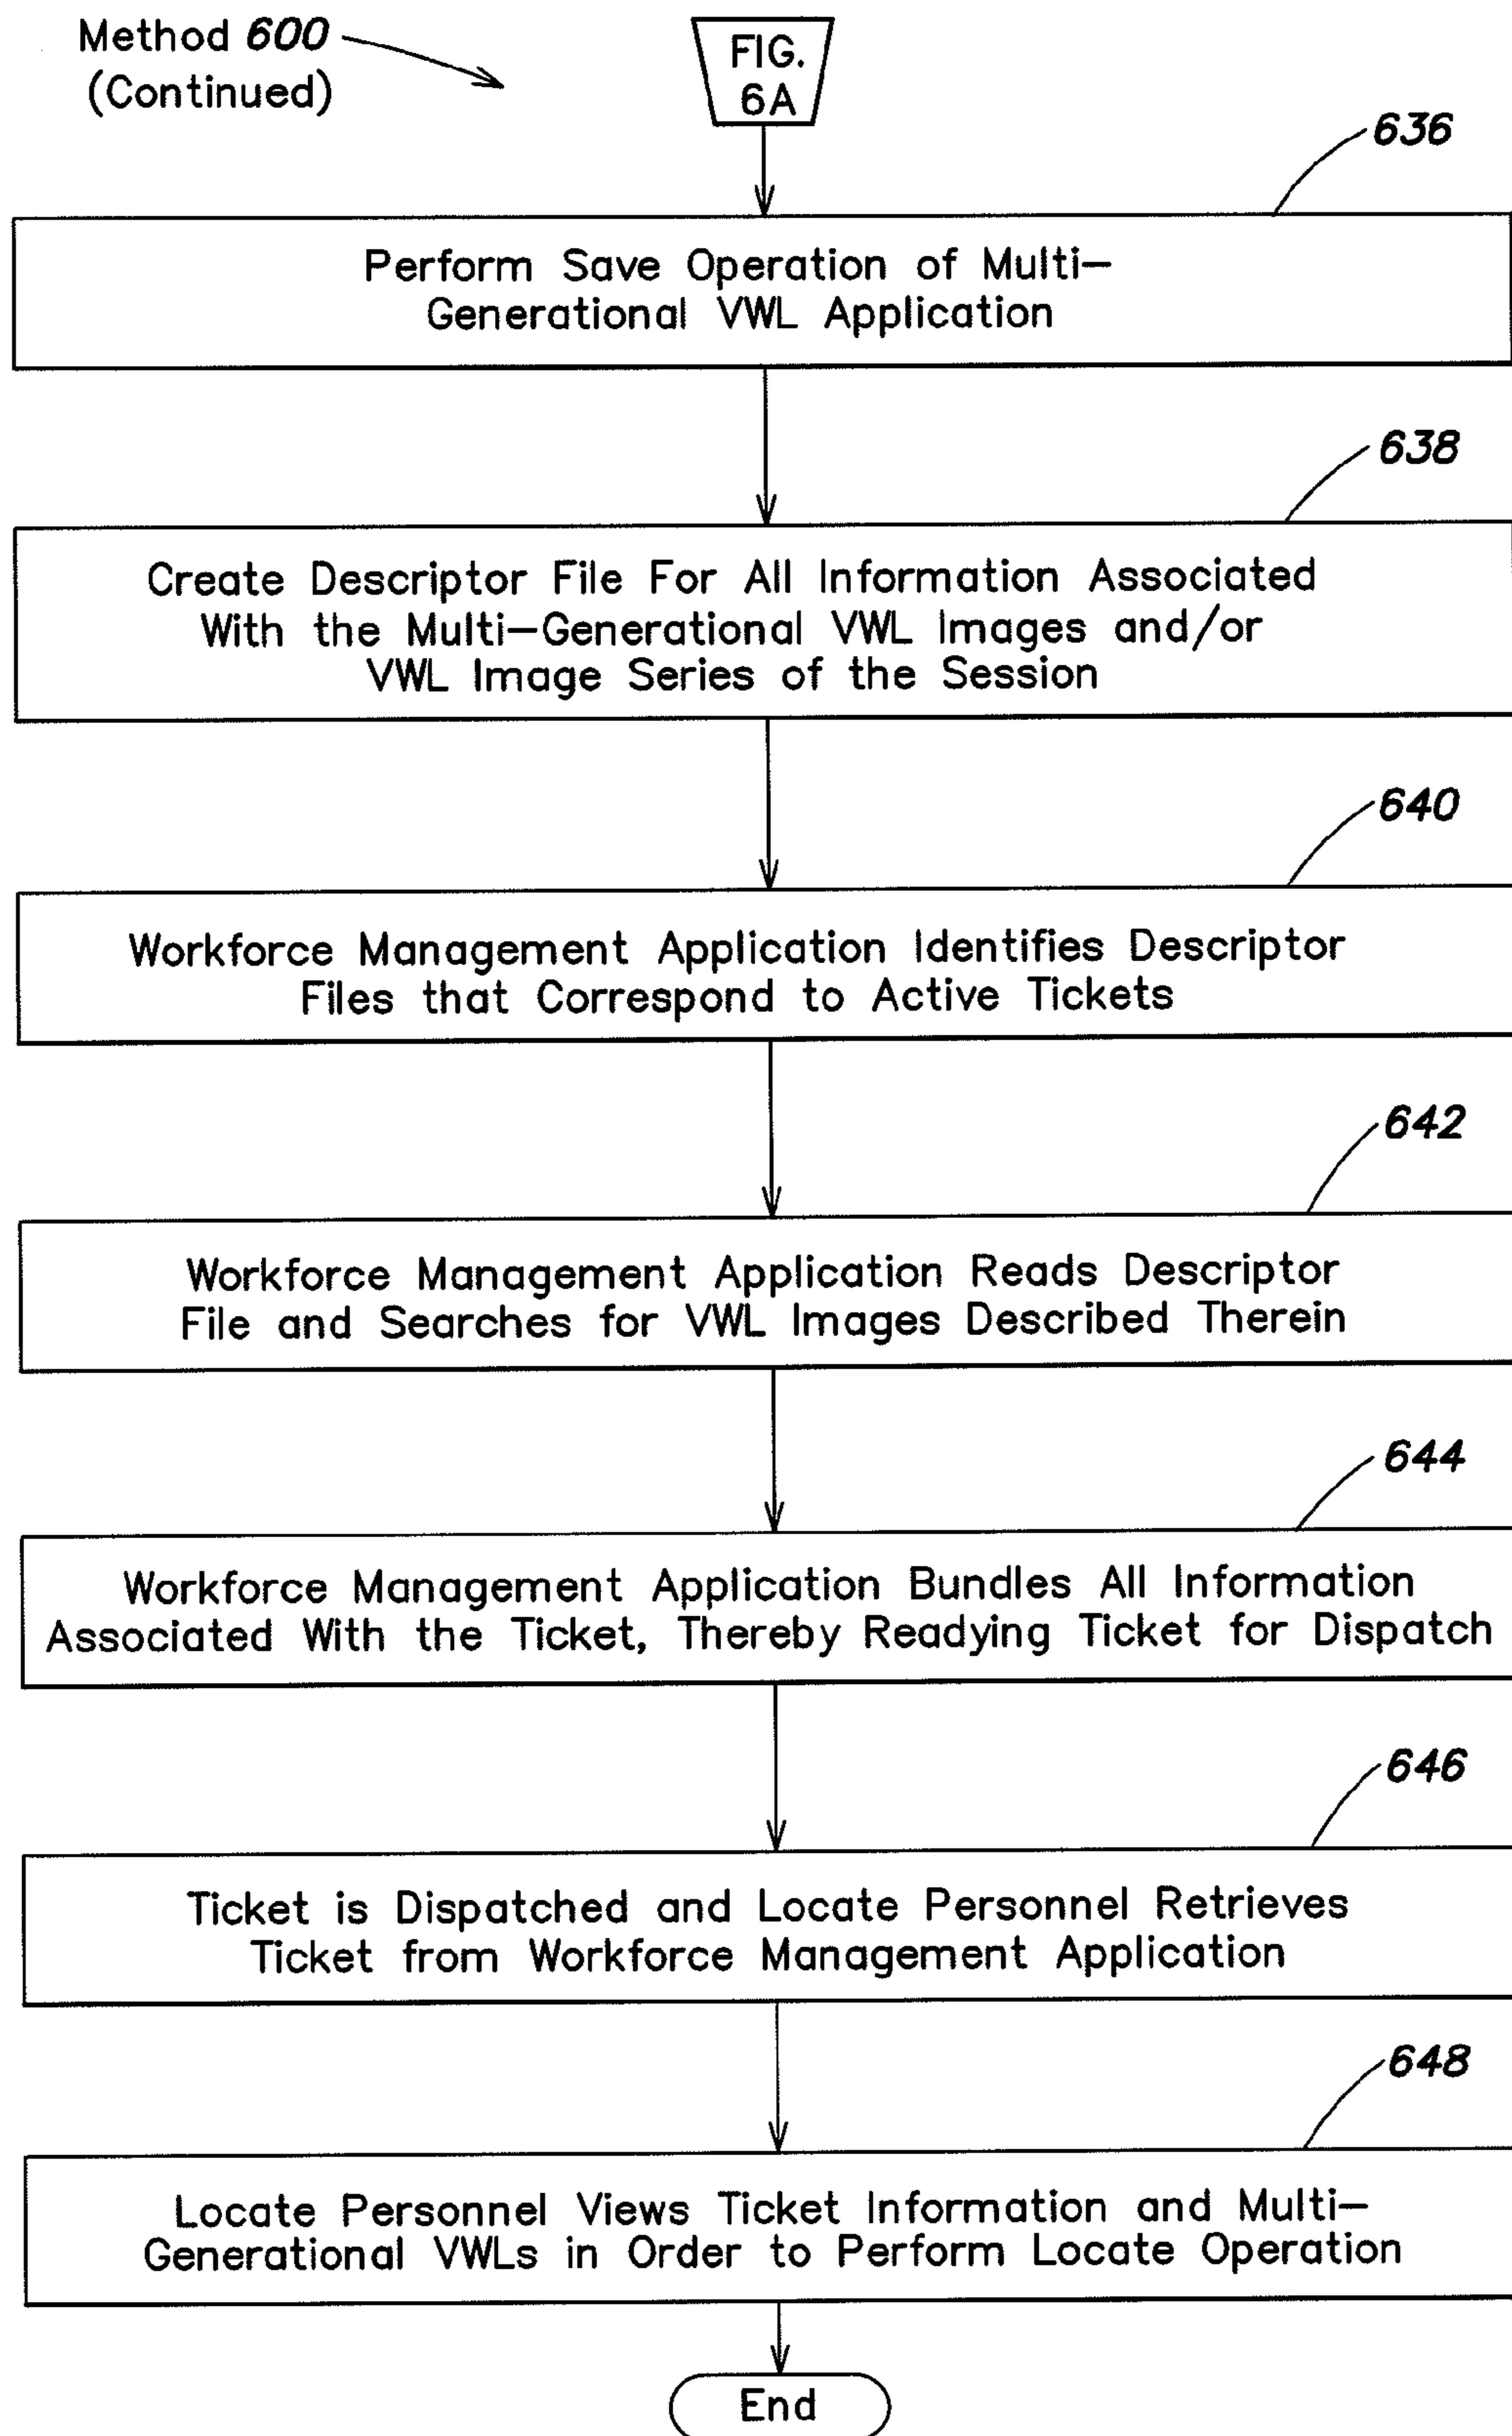 Method 600
(Continued)
FIG.
6A
636
Perform Save Operation of Multi–
Generational VWL Application
638
Create Descriptor File For All Information Associated
With the Multi–Generational VWL Images and/or
VWL Image Series of the Session
640
Workforce Management Application Identifies Descriptor
Files that Correspond to Active Tickets
642
Workforce Management Application Reads Descriptor
File and Searches for VWL Images Described Therein
644
Workforce Management Application Bundles All Information
Associated With the Ticket, Thereby Readying Ticket for Dispatch
646
Ticket is Dispatched and Locate Personnel Retrieves
Ticket from Workforce Management Application
648
Locate Personnel Views Ticket Information and Multi–
Generational VWLs in Order to Perform Locate Operation
End